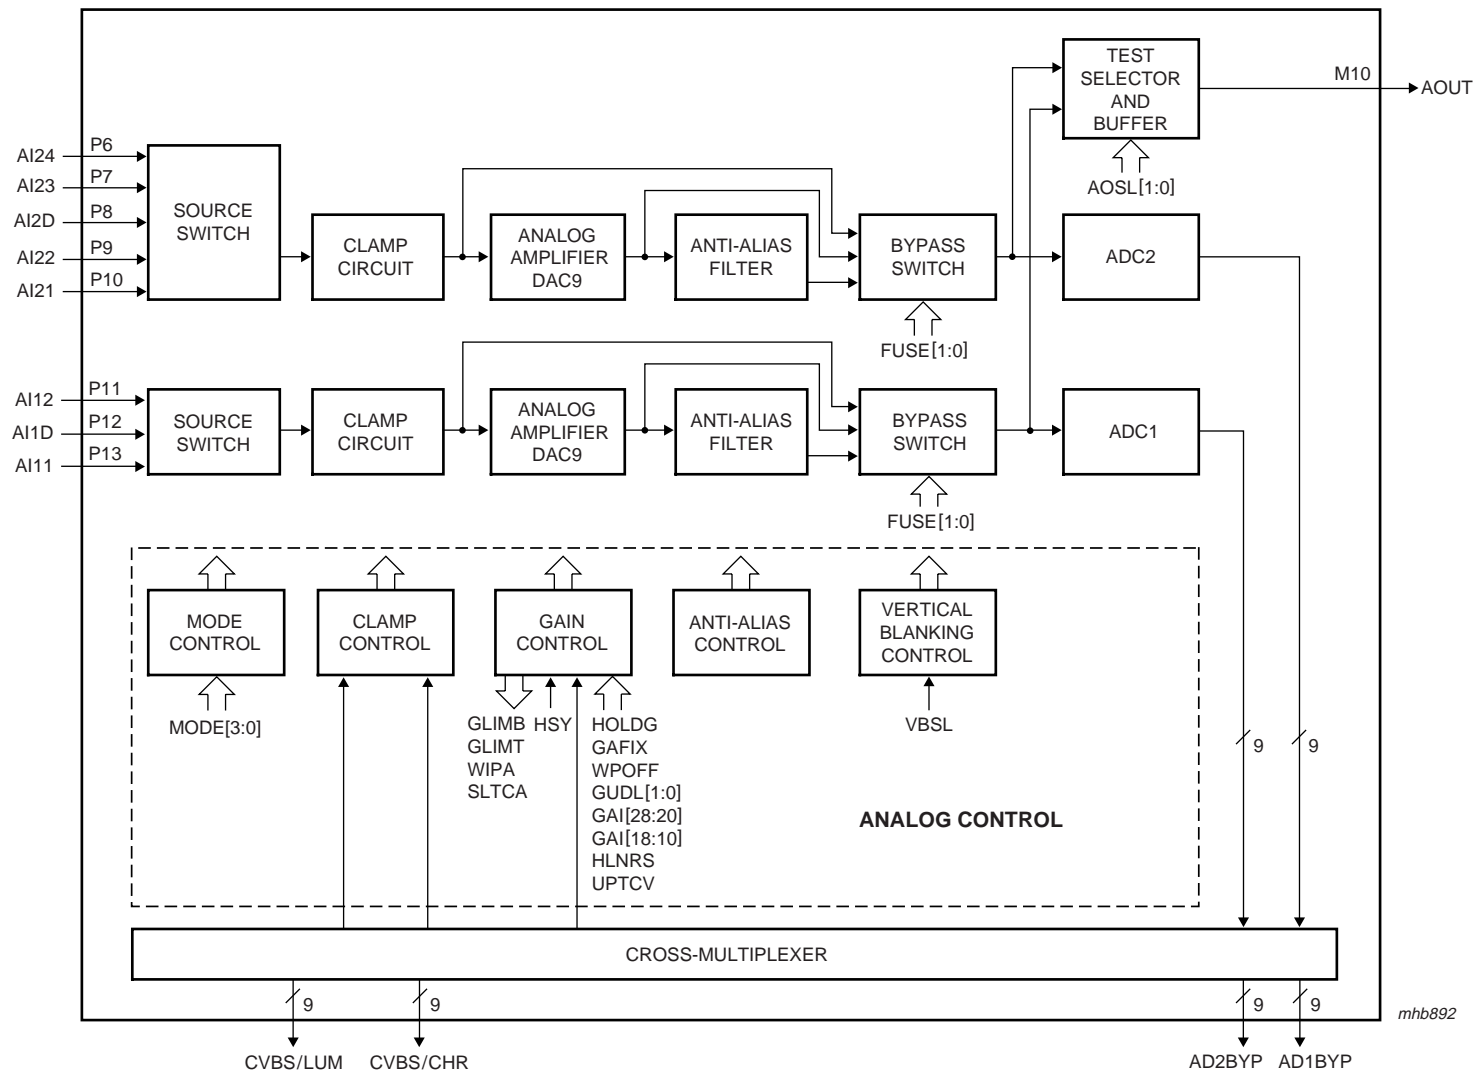 TEST
SELECTOR
AND
BUFFER
M10
AOUT
AOSL[1:0]
AI24
P6
AI23
P7
AI2D
P8
AI22
P9
AI21
P10
SOURCE
SWITCH
CLAMP
CIRCUIT
ANALOG
AMPLIFIER
DAC9
ANTI-ALIAS
FILTER
BYPASS
SWITCH
ADC2
FUSE[1:0]
AI12
P11
AI1D
P12
AI11
P13
SOURCE
SWITCH
CLAMP
CIRCUIT
ANALOG
AMPLIFIER
DAC9
ANTI-ALIAS
FILTER
BYPASS
SWITCH
ADC1
FUSE[1:0]
MODE
CONTROL
CLAMP
CONTROL
GAIN
CONTROL
ANTI-ALIAS
CONTROL
VERTICAL
BLANKING
CONTROL
MODE[3:0]
GLIMB
GLIMT
WIPA
SLTCA
HSY
HOLDG
GAFIX
WPOFF
GUDL[1:0]
GAI[28:20]
GAI[18:10]
HLNRS
UPTCV
VBSL
9
9
ANALOG CONTROL
CROSS-MULTIPLEXER
9
9
9
9
CVBS/LUM
CVBS/CHR
AD2BYP
AD1BYP
mhb892